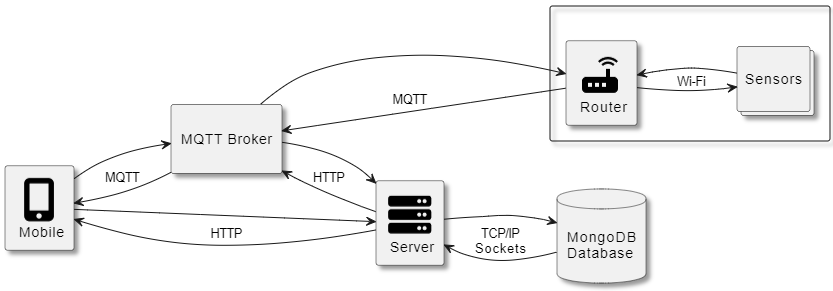 Wi-Fi
Sensors
Router
MQTT
MQTT Broker
MQTT
HTTP
Mobile
HTTP
Server
TCP/IP
Sockets
MongoDB
Database